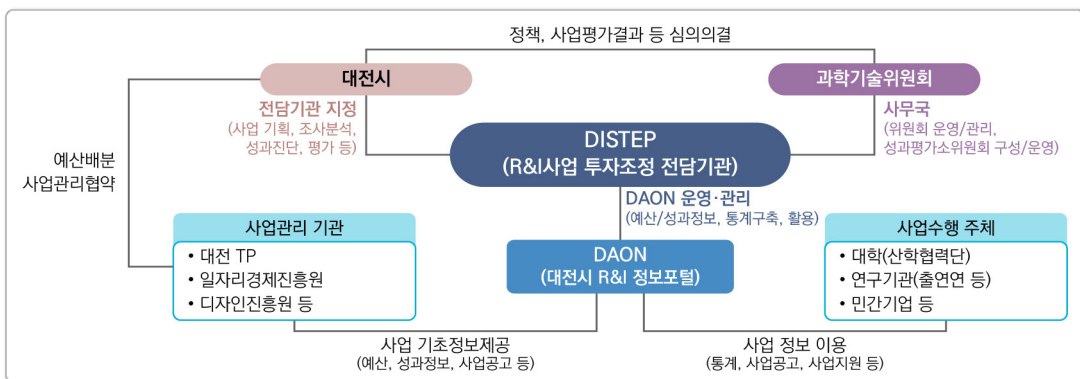 정책, 사업평가결과 등 심의의결
대전시
과학기술위원회
전담기관 지정
(사업 기획, 조사분석,
성과진단, 평가 등)
사무국
(위원회 운영/관리,
성과평가소위원회 구성/운영)
DISTEP
(R&I사업 투자조정 전담기관)
예산배분
사업관리협약
DAON 운영·관리
(예산/성과정보, 통계구축, 활용)
사업관리 기관
• 대전 TP
• 일자리경제진흥원
• 디자인진흥원 등
DAON
(대전시 R&I 정보포털)
사업수행 주체
• 대학(산학협력단)
• 연구기관(출연연 등)
• 민간기업 등
사업 기초정보제공
(예산, 성과정보, 사업공고 등)
사업 정보 이용
(통계, 사업공고, 사업지원 등)